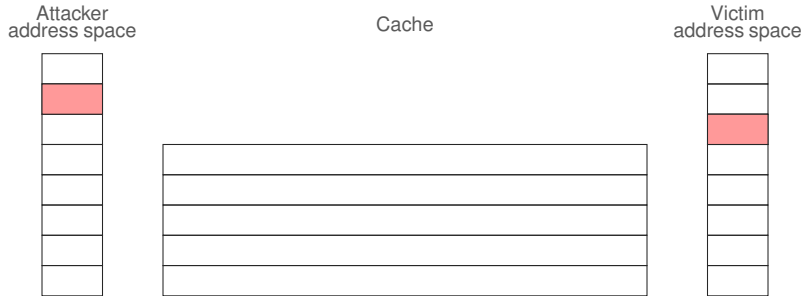 Attacker
address space
Cache
Victim
address space